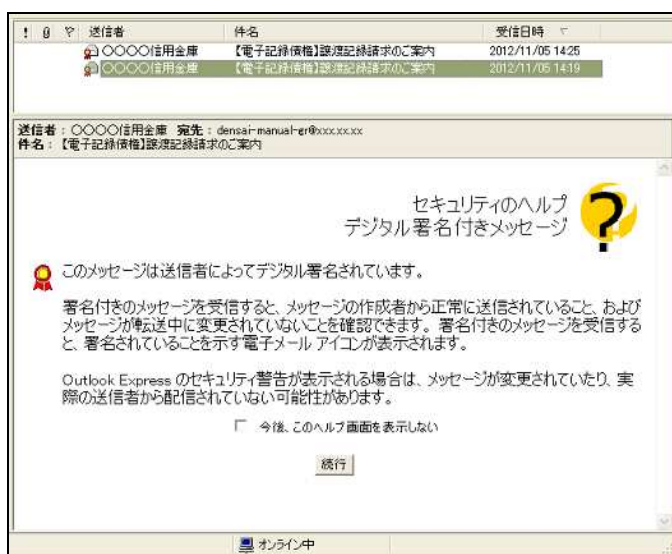 ! 送信者 件名 受信日時
〇〇〇〇信用金庫 【電子記録債権】譲渡記録請求のご案内 2012/11/05 14:25
〇〇〇〇信用金庫 【電子記録債権】譲渡記録請求のご案内 2012/11/05 14:19
送信者： 〇〇〇〇信用金庫 宛先： densai-manual-er@xxx.xx.xx
件名： 【電子記録債権】譲渡記録請求のご案内
セキュリティのヘルプ
デジタル署名付きメッセージ
このメッセージは送信者によってデジタル署名されています。
署名付きのメッセージを受信すると、メッセージの作成者から正常に送信されていること、および
メッセージが転送中に変更されていないことを確認できます。署名付きのメッセージを受信する
と、署名されていることを示す電子メール アイコンが表示されます。
Outlook Express のセキュリティ警告が表示される場合は、メッセージが変更されていたり、実
際の送信者から配信されていない可能性があります。
今後、このヘルプ画面を表示しない
続行
オンライン中